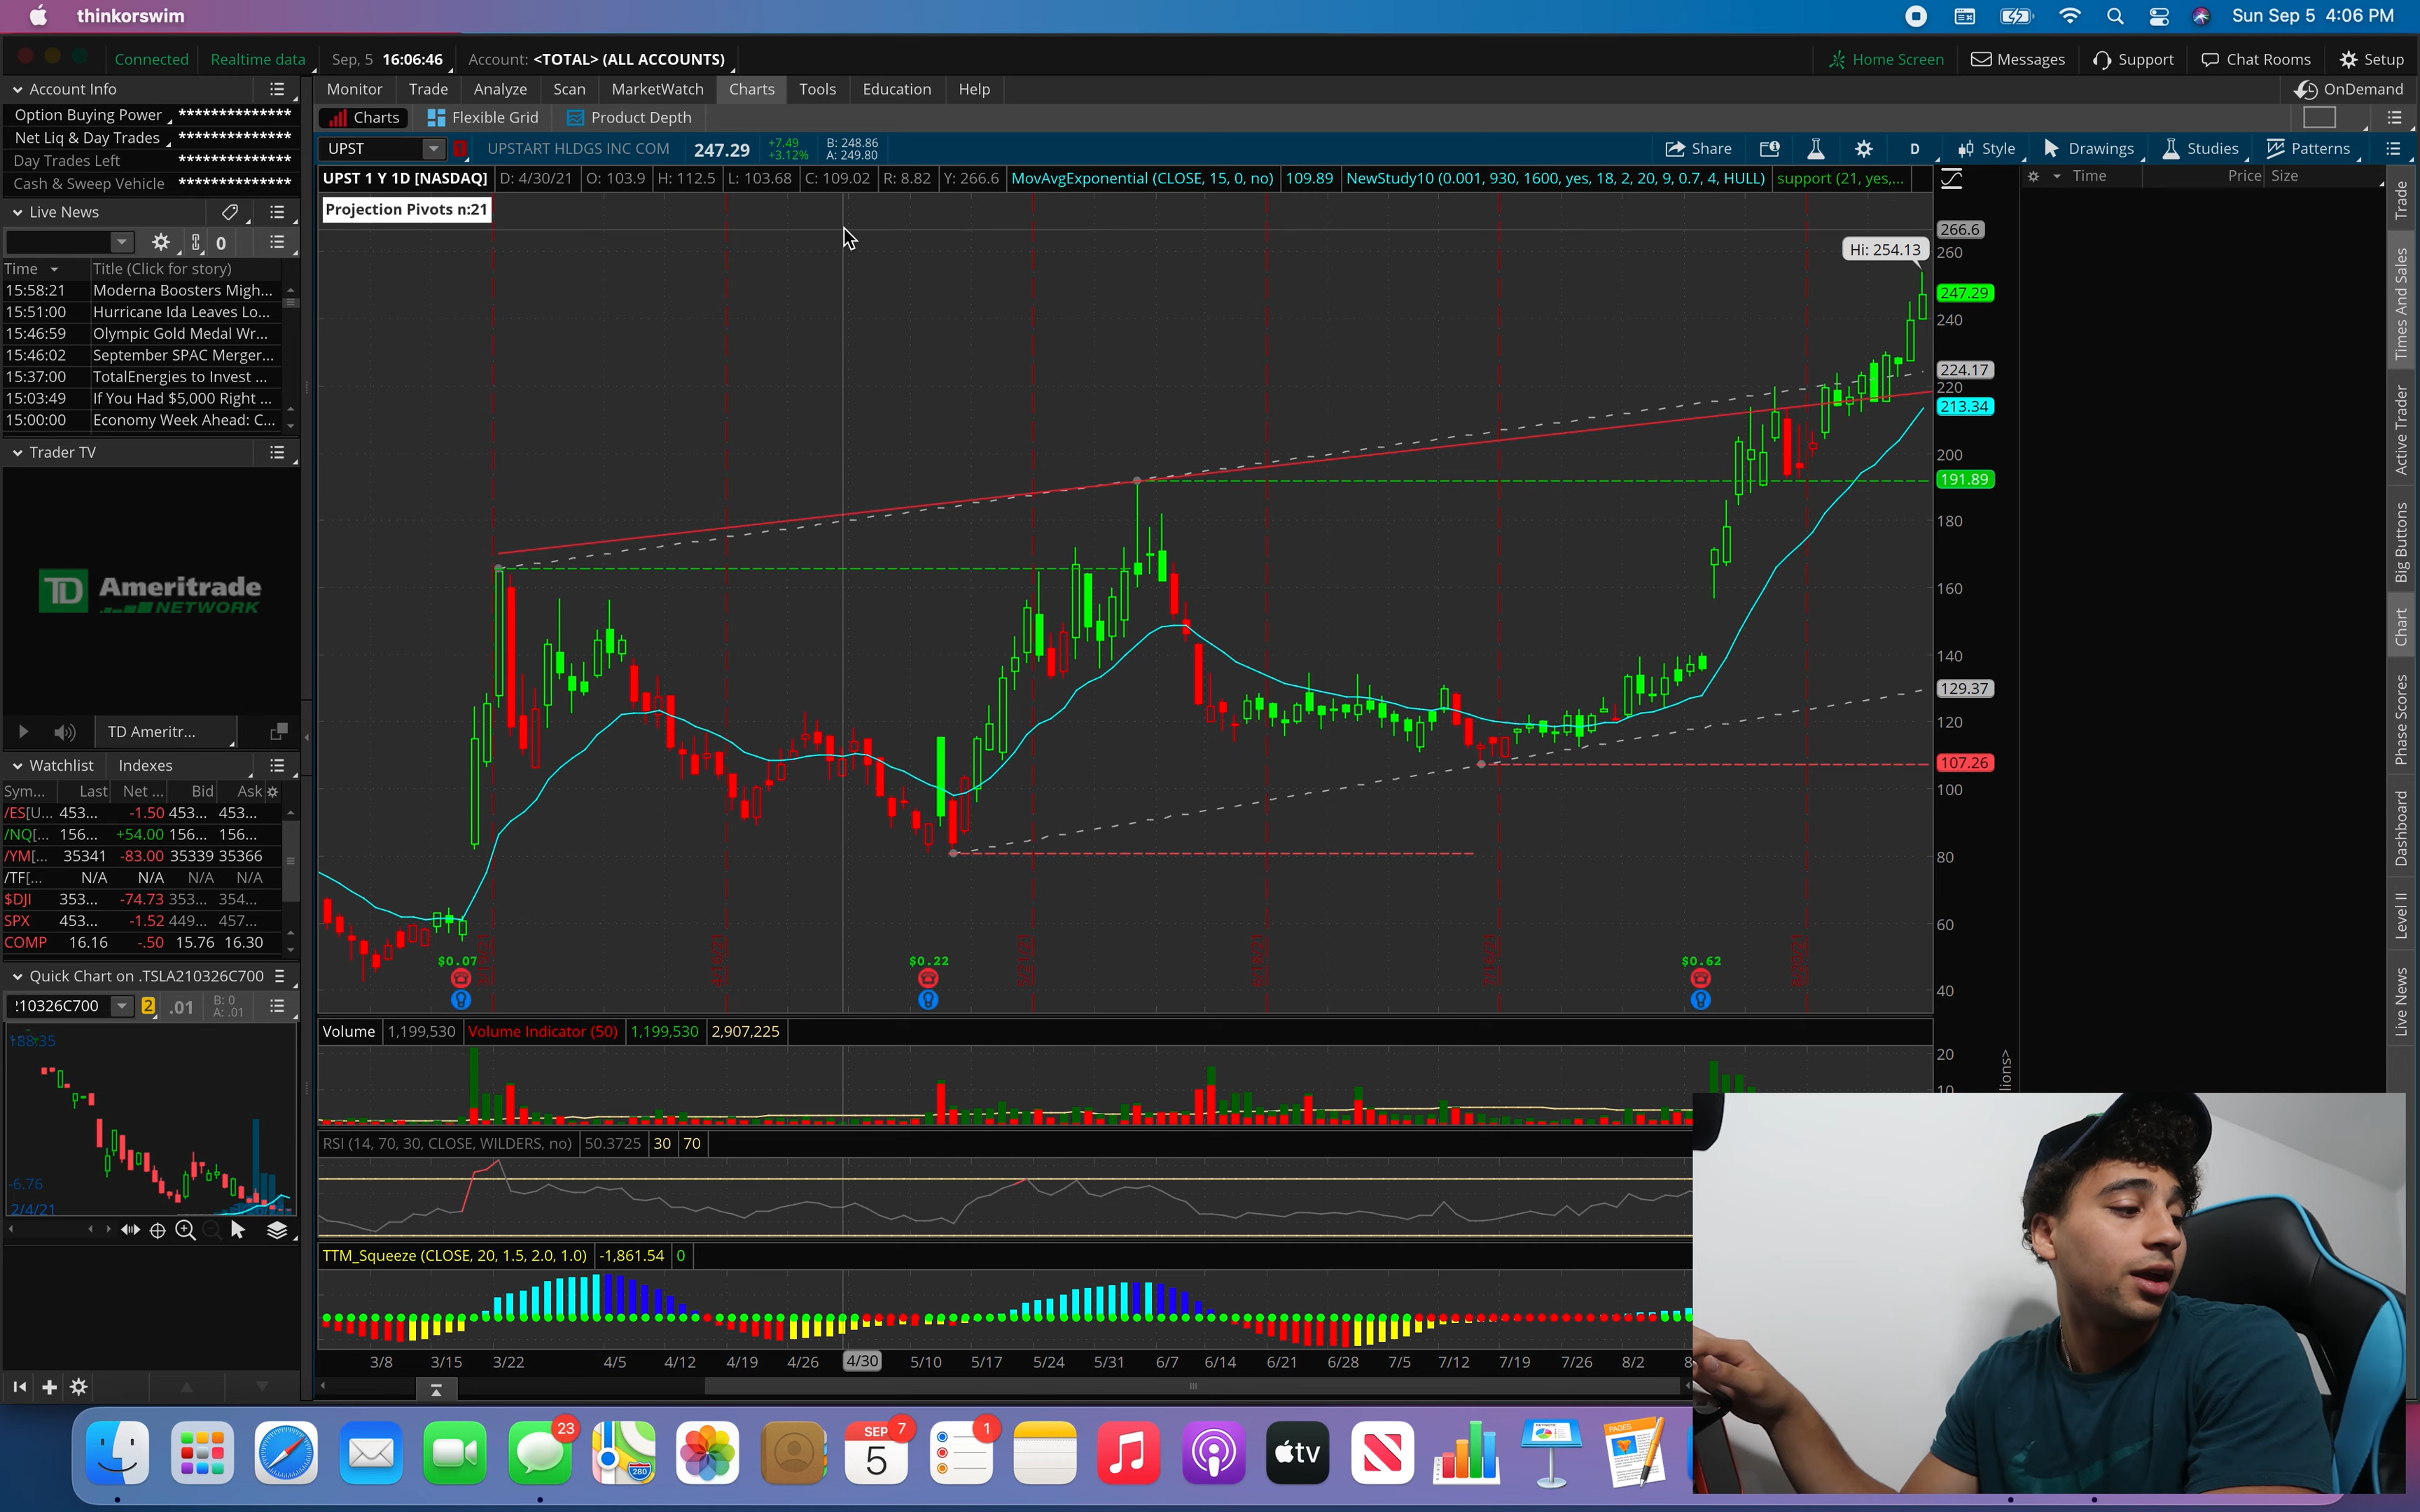 thinkorswim
Sun Sep 5 4:06 PM
Connected Realtime data Sep, 5 16:06:46 Account: <TOTAL> (ALL ACCOUNTS)
Home Screen Messages Support Chat Rooms Setup
Account Info
Option Buying Power **************
Net Liq & Day Trades **************
Day Trades Left **************
Cash & Sweep Vehicle **************
Monitor Trade Analyze Scan MarketWatch Charts Tools Education Help
OnDemand
Charts Flexible Grid Product Depth
UPST UPSTART HLDGS INC COM 247.29 +7.49 +3.12% B: 248.86 A: 249.80
Share D Style Drawings Studies Patterns
UPST 1 Y 1D [NASDAQ] D: 4/30/21 O: 103.9 H: 112.5 L: 103.68 C: 109.02 R: 8.82 Y: 266.6 MovAvgExponential (CLOSE, 15, 0, no) 109.89 NewStudy10 (0.001, 930, 1600, yes, 18, 2, 20, 9, 0.7, 4, HULL) support (21, yes,...
Projection Pivots n:21
Time Price Size
Live News
0
Time Title (Click for story)
15:58:21 Moderna Boosters Migh...
15:51:00 Hurricane Ida Leaves Lo...
15:46:59 Olympic Gold Medal Wr...
15:46:02 September SPAC Merger...
15:37:00 TotalEnergies to Invest ...
15:03:49 If You Had $5,000 Right ...
15:00:00 Economy Week Ahead: C...
Trader TV
TD Ameritrade
NETWORK
TD Ameritr...
Watchlist Indexes
Sym... Last Net ... Bid Ask
/ES[U... 453... -1.50 453... 453...
/NQ[... 156... +54.00 156... 156...
/YM[... 35341 -83.00 35339 35366
/TF[... N/A N/A N/A N/A
$DJI 353... -74.73 353... 354...
SPX 453... -1.52 449... 457...
COMP 16.16 -.50 15.76 16.30
Quick Chart on .TSLA210326C700
!10326C700 2 .01 B: 0 A: .01
-6.76
2/4/21
Hi: 254.13
266.6
260
247.29
240
224.17
220
213.34
200
191.89
180
160
140
129.37
120
107.26
100
80
60
40
$0.07
$0.22
$0.62
Volume 1,199,530 Volume Indicator (50) 1,199,530 2,907,225
20
10
RSI (14, 70, 30, CLOSE, WILDERS, no) 50.3725 30 70
TTM_Squeeze (CLOSE, 20, 1.5, 2.0, 1.0) -1,861.54 0
3/8 3/15 3/22 4/5 4/12 4/19 4/26 4/30 5/10 5/17 5/24 5/31 6/7 6/14 6/21 6/28 7/5 7/12 7/19 7/26 8/2
Trade
Times And Sales
Active Trader
Big Buttons
Chart
Phase Scores
Dashboard
Level II
Live News
23
280
SEP 7
5
1
tv
PAGES